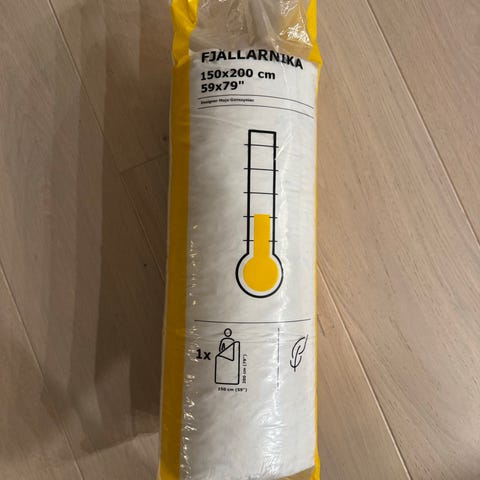 FJÄLLARNIKA
150x200 cm
59x79"
1x
200 cm (79")
150 cm (59")